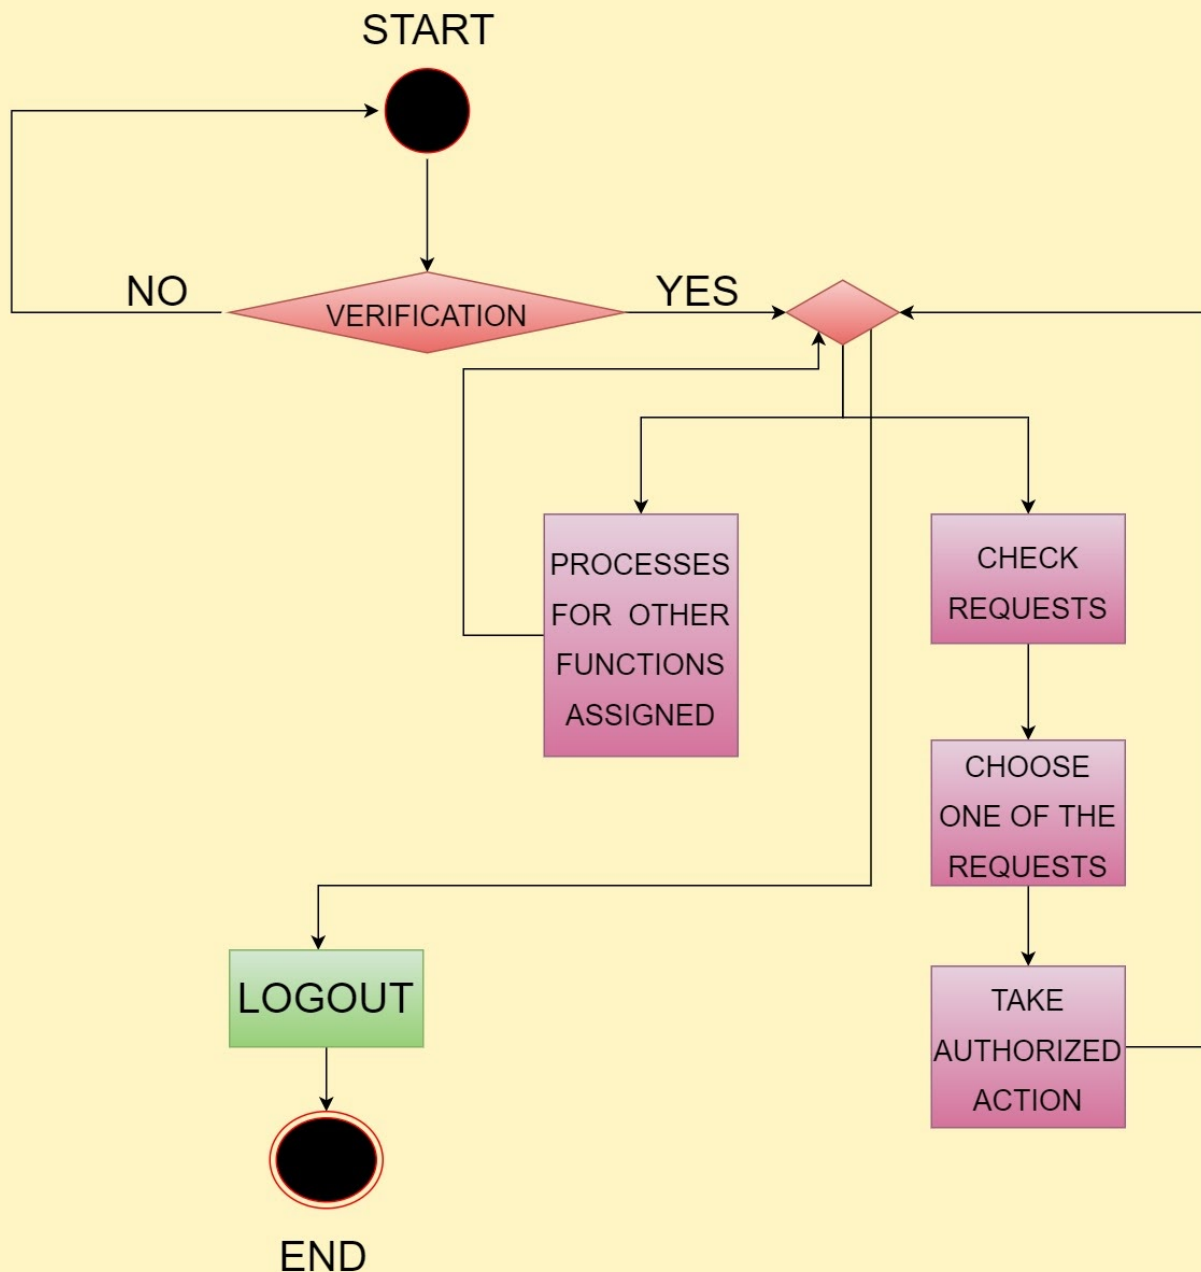 START
NO
VERIFICATION
YES
PROCESSES
FOR OTHER
FUNCTIONS
ASSIGNED
CHECK
REQUESTS
CHOOSE
ONE OF THE
REQUESTS
TAKE
AUTHORIZED
ACTION
LOGOUT
END